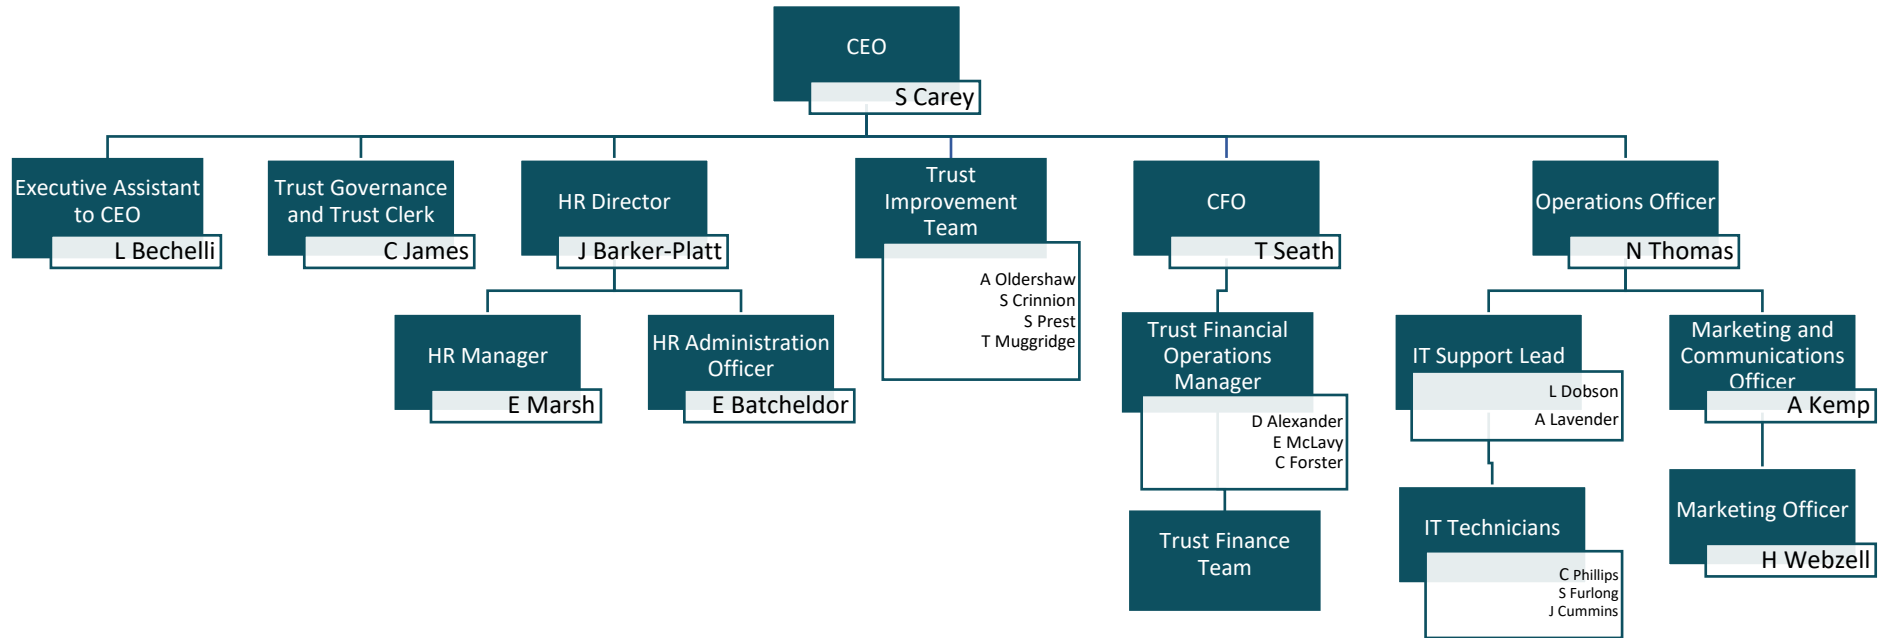 CEO
S Carey
Executive Assistant
to CEO
L Bechelli
Trust Governance
and Trust Clerk
C James
HR Director
J Barker-Platt
Trust
Improvement
Team
A Oldershaw
S Crinnion
S Prest
T Muggridge
CFO
T Seath
Operations Officer
N Thomas
HR Manager
E Marsh
HR Administration
Officer
E Batcheldor
Trust Financial
Operations
Manager
D Alexander
E McLavy
C Forster
IT Support Lead
L Dobson
A Lavender
Marketing and
Communications
Officer
A Kemp
Trust Finance
Team
IT Technicians
C Phillips
S Furlong
J Cummins
Marketing Officer
H Webzell